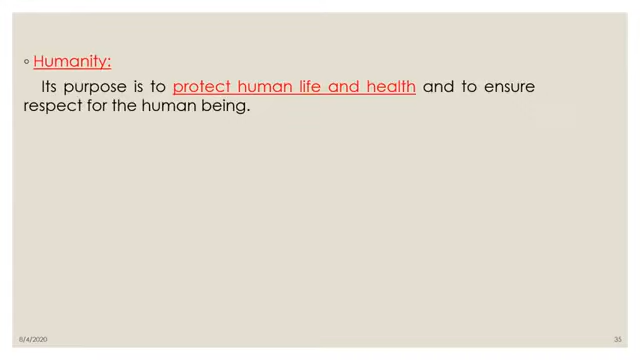 ◦ Humanity:
Its purpose is to protect human life and health and to ensure
respect for the human being.
6/4/2020
35